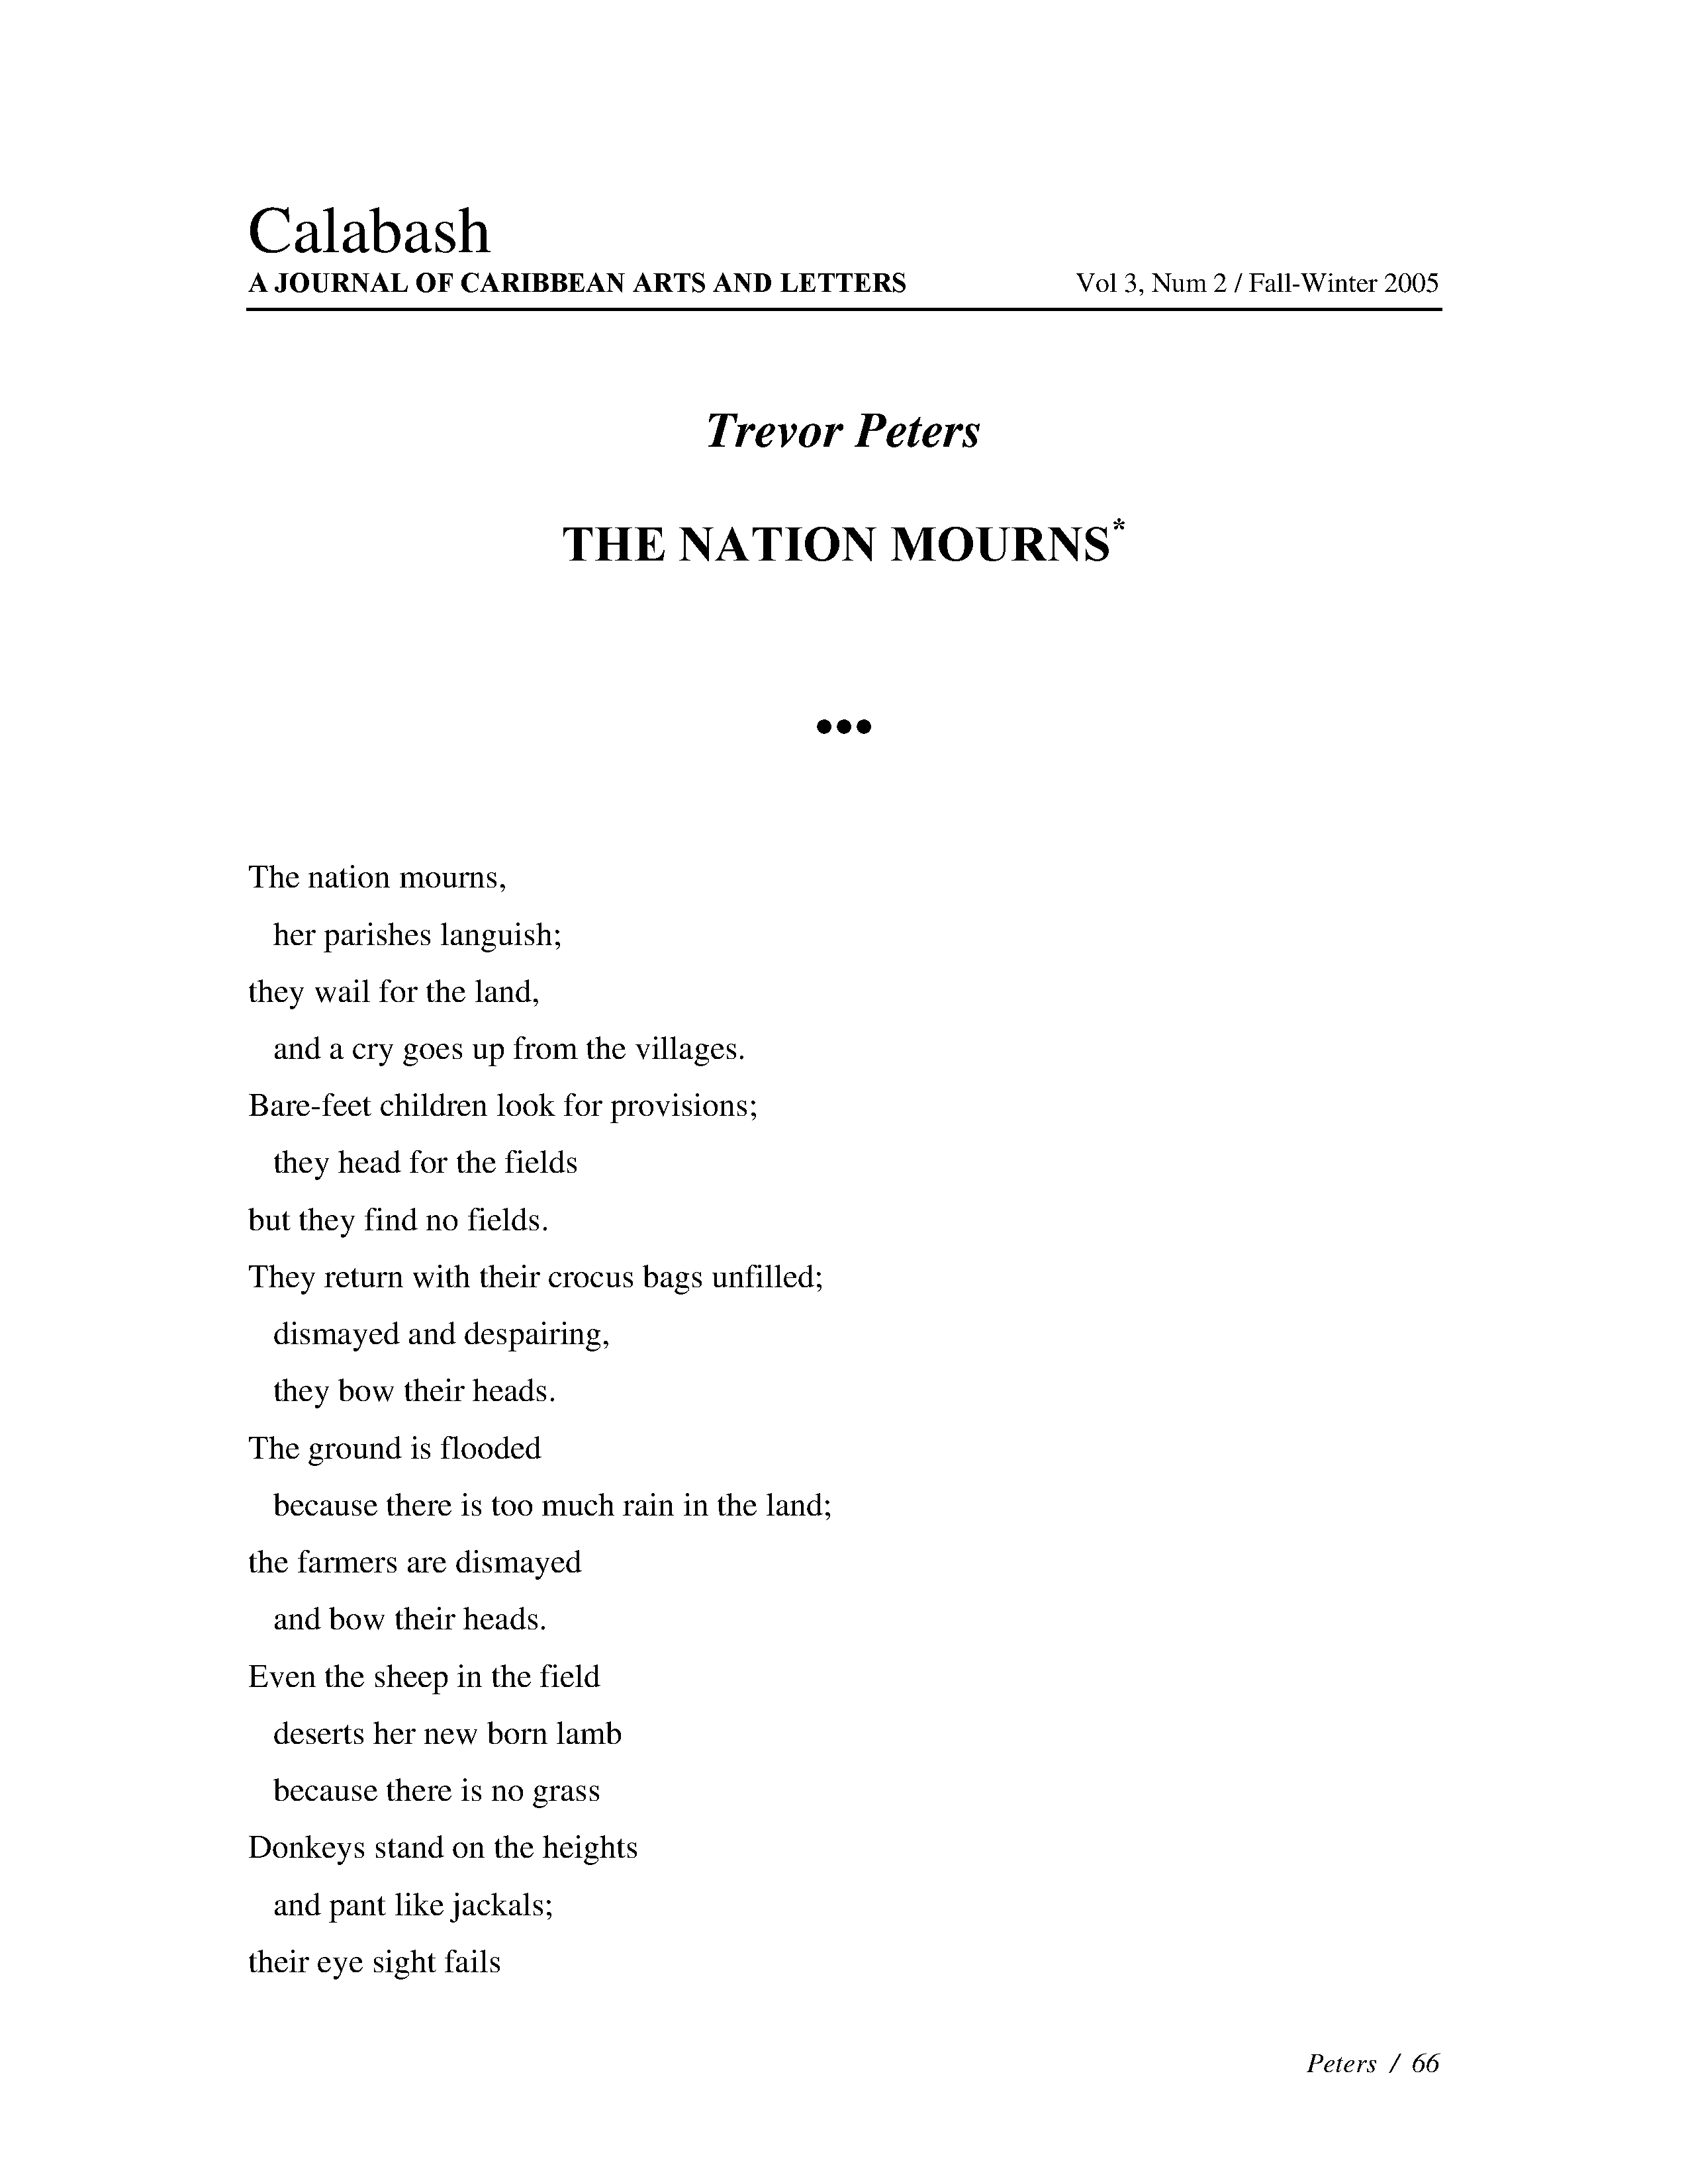 Calabash
A JOURNAL OF CARIBBEAN ARTS AND LETTERS Vol 3, Num 2 / Fall-Winter 2005
Trevor Peters
THE NATION MOURNS*
•••
The nation mourns,
her parishes languish;
they wail for the land,
and a cry goes up from the villages.
Bare-feet children look for provisions;
they head for the fields
but they find no fields.
They return with their crocus bags unfilled;
dismayed and despairing,
they bow their heads.
The ground is flooded
because there is too much rain in the land;
the farmers are dismayed
and bow their heads.
Even the sheep in the field
deserts her new born lamb
because there is no grass
Donkeys stand on the heights
and pant like jackals;
their eye sight fails
Peters / 66